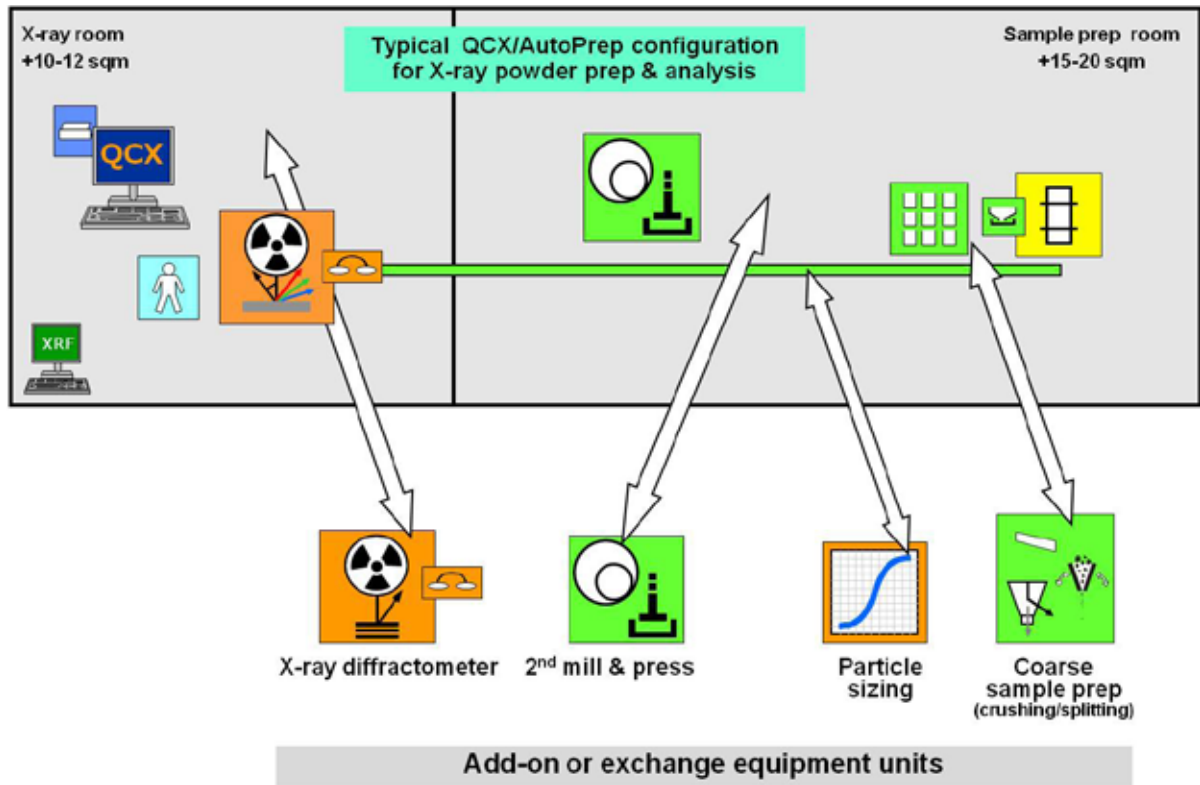 X-ray room
+10-12 sqm
Typical QCX/AutoPrep configuration
for X-ray powder prep & analysis
Sample prep room
+15-20 sqm
QCX
XRF
X-ray diffractometer
2nd mill & press
Particle
sizing
Coarse
sample prep
(crushing/splitting)
Add-on or exchange equipment units